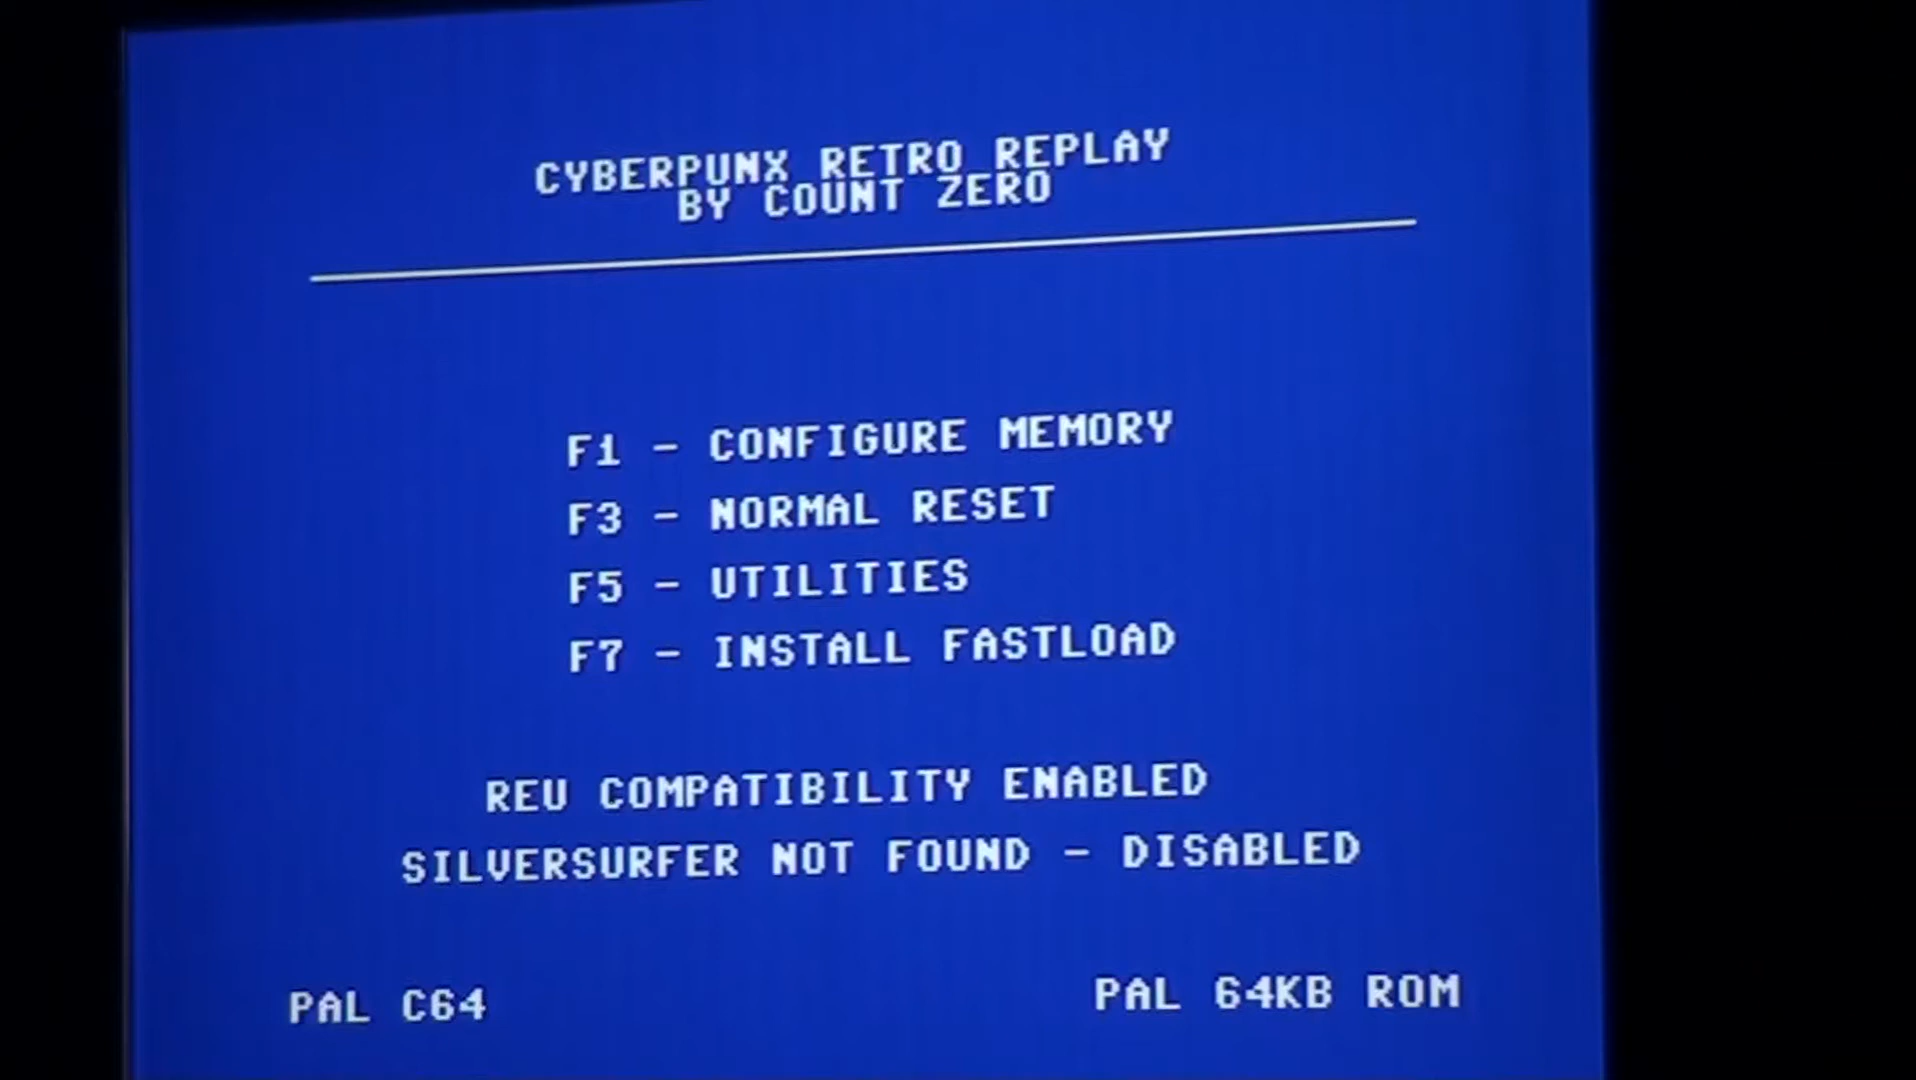 CYBERPUNX RETRO REPLAY
BY COUNT ZERO
F1 - CONFIGURE MEMORY
F3 - NORMAL RESET
F5 - UTILITIES
F7 - INSTALL FASTLOAD
REU COMPATIBILITY ENABLED
SILVERSURFER NOT FOUND - DISABLED
PAL C64
PAL 64KB ROM